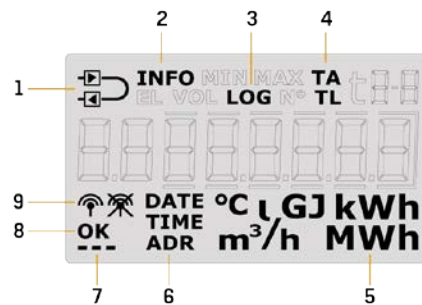 2 3 4
1 INFO MIN MAX TA
EL VOL LOG N° TL
9 DATE °C ɩ GJ kWh
8 OK TIME m³/h MWh
--- ADR
7 6 5